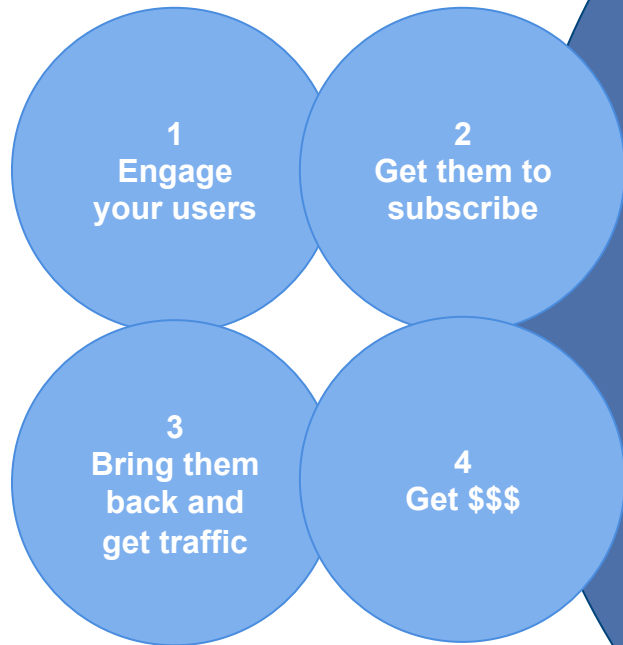 1
Engage
your users
2
Get them to
subscribe
3
Bring them
back and
get traffic
4
Get $$$